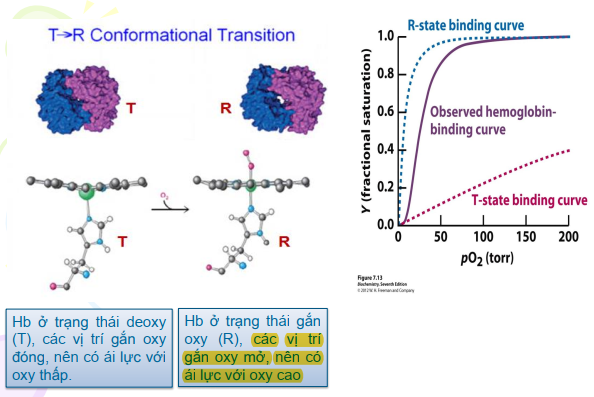 T→R Conformational Transition
T
R
O₂
T
R
Hb ở trạng thái deoxy
(T), các vị trí gắn oxy
đóng, nên có ái lực với
oxy thấp.
Hb ở trạng thái gắn
oxy (R), các vị trí
gắn oxy mở, nên có
ái lực với oxy cao
R-state binding curve
Observed hemoglobin-
binding curve
T-state binding curve
Y (fractional saturation)
1.0
0.8
0.6
0.4
0.2
0.0
0
50
100
150
200
pO₂ (torr)
Figure 7.13
Biochemistry, Seventh Edition
© 2012 W. H. Freeman and Company